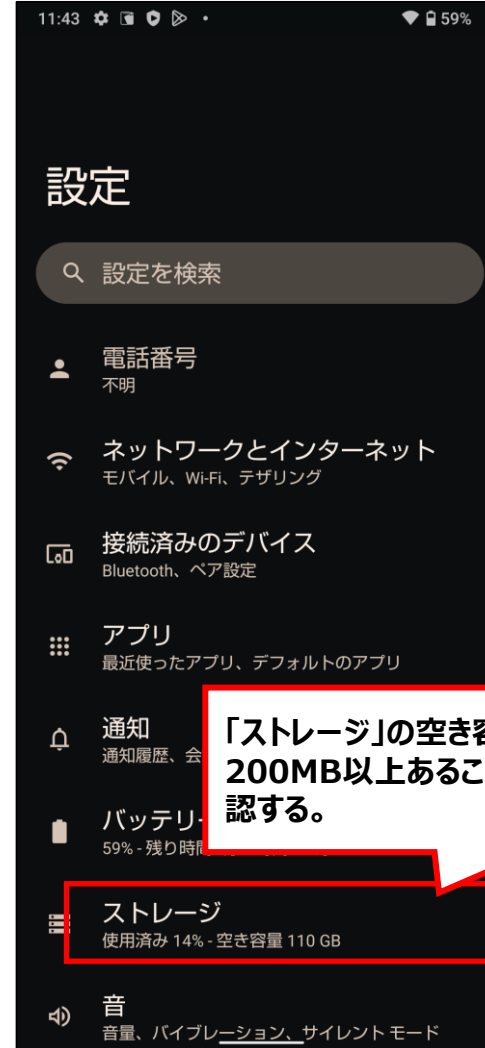 11:43
59%
設定
設定を検索
電話番号
不明
ネットワークとインターネット
モバイル、Wi-Fi、テザリング
接続済みのデバイス
Bluetooth、ペア設定
アプリ
最近使ったアプリ、デフォルトのアプリ
通知
通知履歴、会
「ストレージ」の空き容
200MB以上あるこ
認する。
バッテリー
59% - 残り時間
ストレージ
使用済み 14% - 空き容量 110 GB
音
音量、バイブレーション、サイレント モード